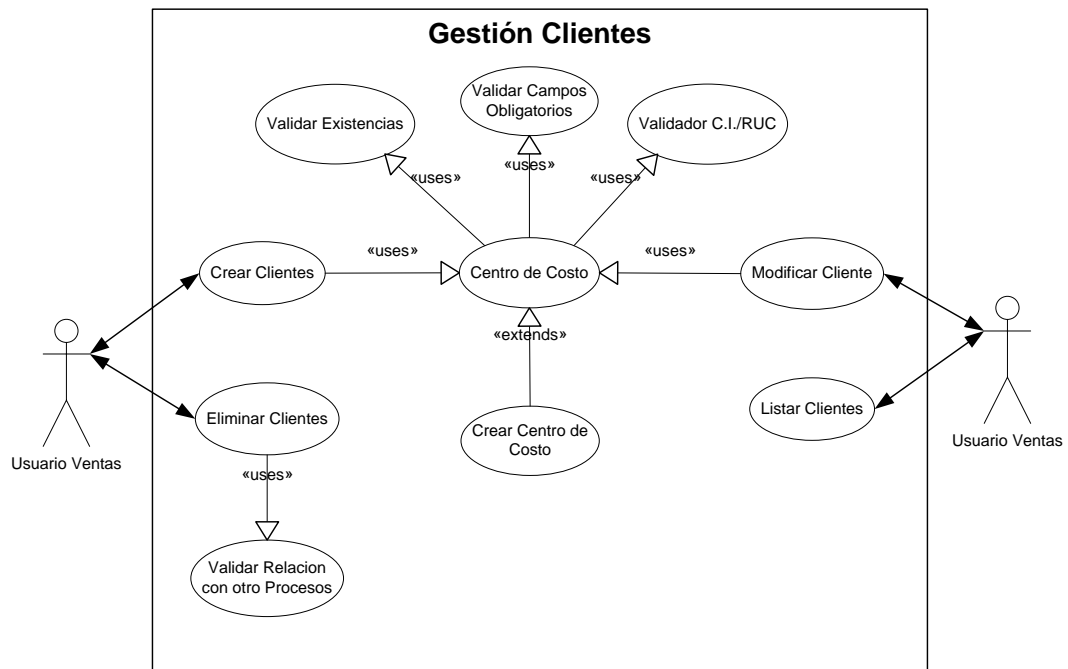 Gestión Clientes
Validar Campos
Obligatorios
Validar Existencias
Validador C.I./RUC
«uses»
«uses»
«uses»
«uses»
«uses»
Crear Clientes
Centro de Costo
Modificar Cliente
«extends»
Eliminar Clientes
Listar Clientes
Crear Centro de
Costo
Usuario Ventas
Usuario Ventas
«uses»
Validar Relacion
con otro Procesos